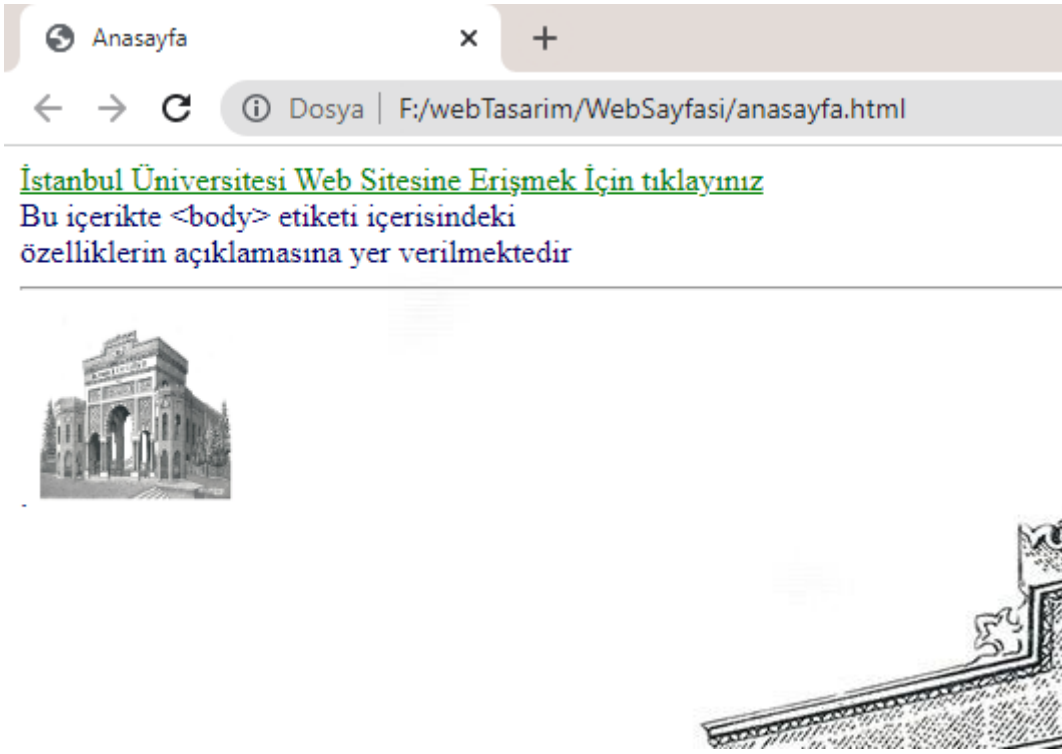 Anasayfa
Dosya | F:/webTasarim/WebSayfasi/anasayfa.html
İstanbul Üniversitesi Web Sitesine Erişmek İçin tıklayınız
Bu içerikte <body> etiketi içerisindeki
özelliklerin açıklamasına yer verilmektedir